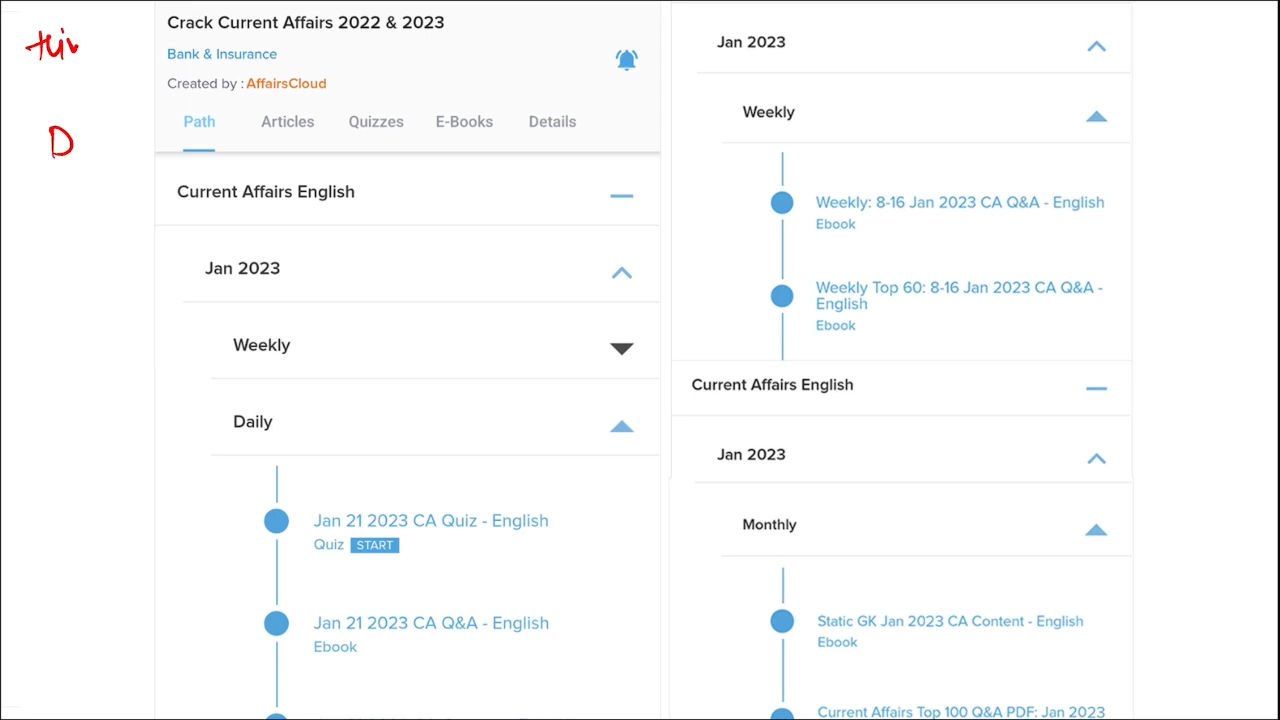 D
Crack Current Affairs 2022 & 2023
Bank & Insurance
Created by : AffairsCloud
Path Articles Quizzes E-Books Details
Current Affairs English
Jan 2023
Weekly
Daily
Jan 21 2023 CA Quiz - English
Quiz START
Jan 21 2023 CA Q&A - English
Ebook
Jan 2023
Weekly
Weekly: 8-16 Jan 2023 CA Q&A - English
Ebook
Weekly Top 60: 8-16 Jan 2023 CA Q&A -
English
Ebook
Current Affairs English
Jan 2023
Monthly
Static GK Jan 2023 CA Content - English
Ebook
Current Affairs Top 100 Q&A PDF: Jan 2023